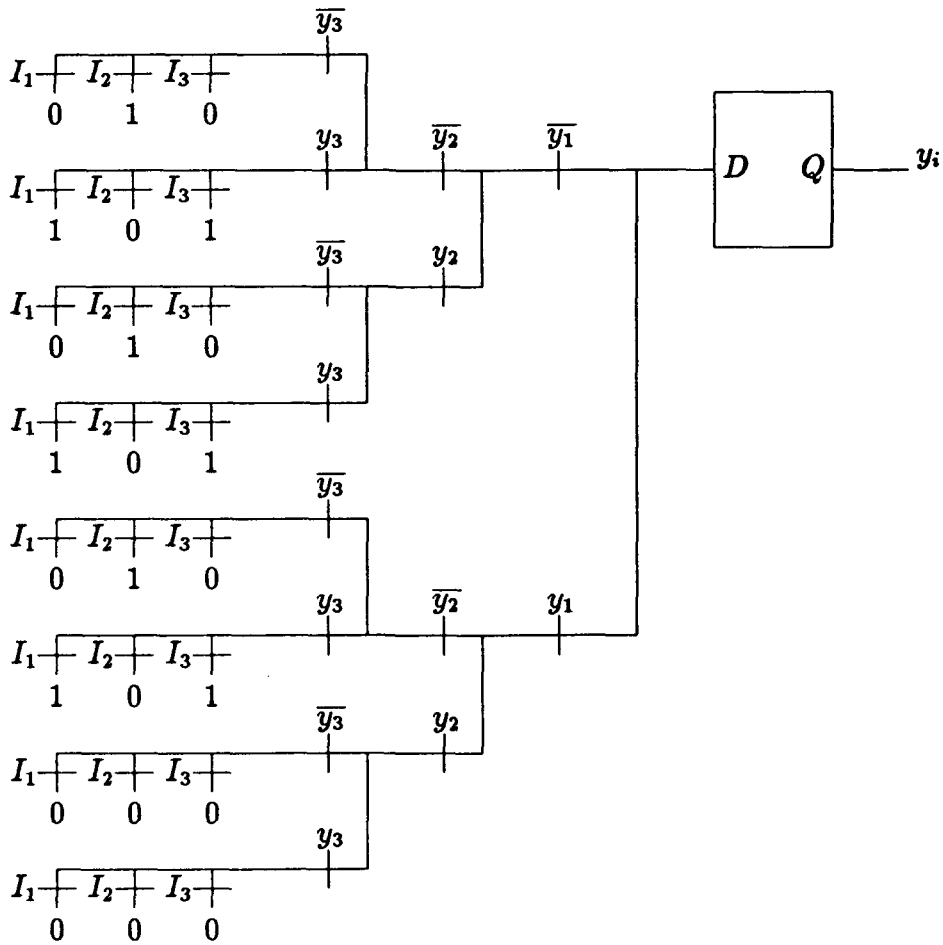 $\overline{y_3}$
$I_1$ $I_2$ $I_3$
0 1 0
$y_3$ $\overline{y_2}$ $\overline{y_1}$
$D$ $Q$ $y_i$
$I_1$ $I_2$ $I_3$
1 0 1
$\overline{y_3}$ $y_2$
$I_1$ $I_2$ $I_3$
0 1 0
$y_3$
$I_1$ $I_2$ $I_3$
1 0 1
$\overline{y_3}$
$I_1$ $I_2$ $I_3$
0 1 0
$y_3$ $\overline{y_2}$ $y_1$
$I_1$ $I_2$ $I_3$
1 0 1
$\overline{y_3}$ $y_2$
$I_1$ $I_2$ $I_3$
0 0 0
$y_3$
$I_1$ $I_2$ $I_3$
0 0 0